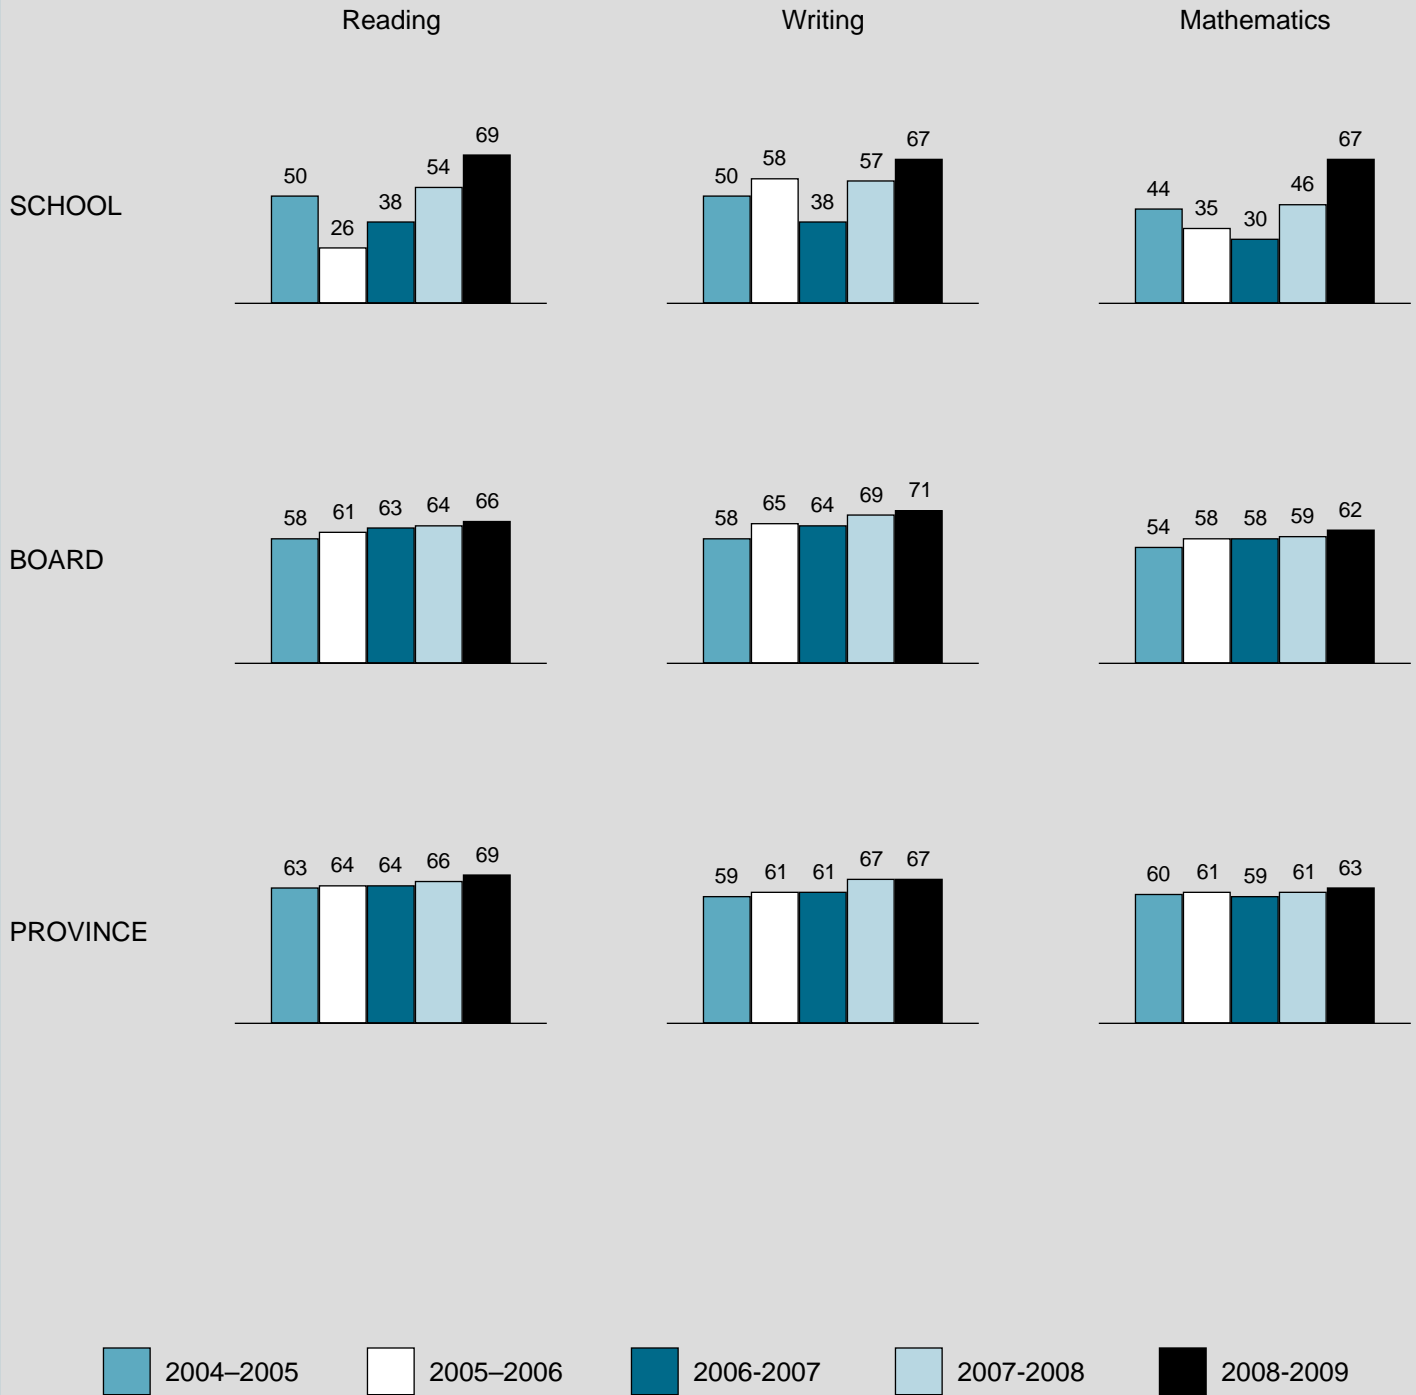 Reading Writing Mathematics
SCHOOL
50 26 38 54 69
50 58 38 57 67
44 35 30 46 67
BOARD
58 61 63 64 66
58 65 64 69 71
54 58 58 59 62
PROVINCE
63 64 64 66 69
59 61 61 67 67
60 61 59 61 63
2004–2005 2005–2006 2006-2007 2007-2008 2008-2009